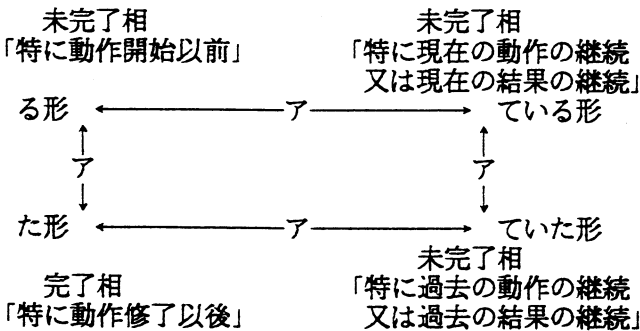 未完了相
「特に動作開始以前」
未完了相
「特に現在の動作の継続
又は現在の結果の継続」
る形 ア ている形
ア ア
た形 ア ていた形
完了相
「特に動作修了以後」
未完了相
「特に過去の動作の継続
又は過去の結果の継続」